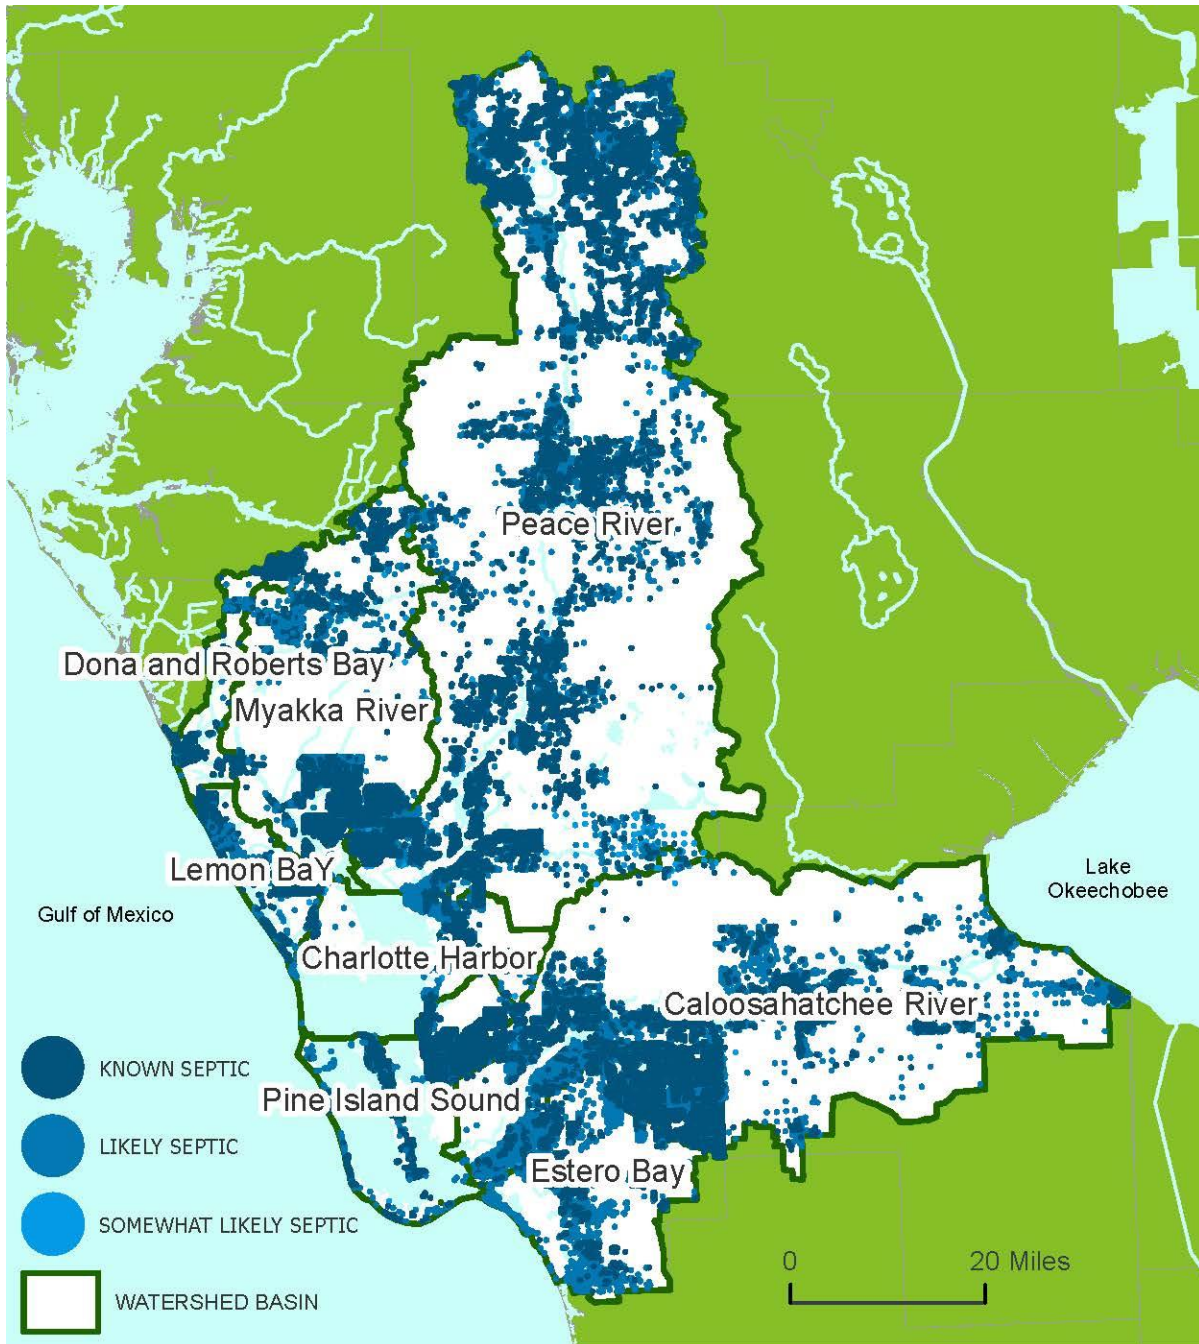 Peace River
Dona and Roberts Bay
Myakka River
Lemon BaY
Lake
Okeechobee
Gulf of Mexico
Charlotte Harbor
Caloosahatchee River
KNOWN SEPTIC
Pine Island Sound
LIKELY SEPTIC
Estero Bay
SOMEWHAT LIKELY SEPTIC
0 20 Miles
WATERSHED BASIN